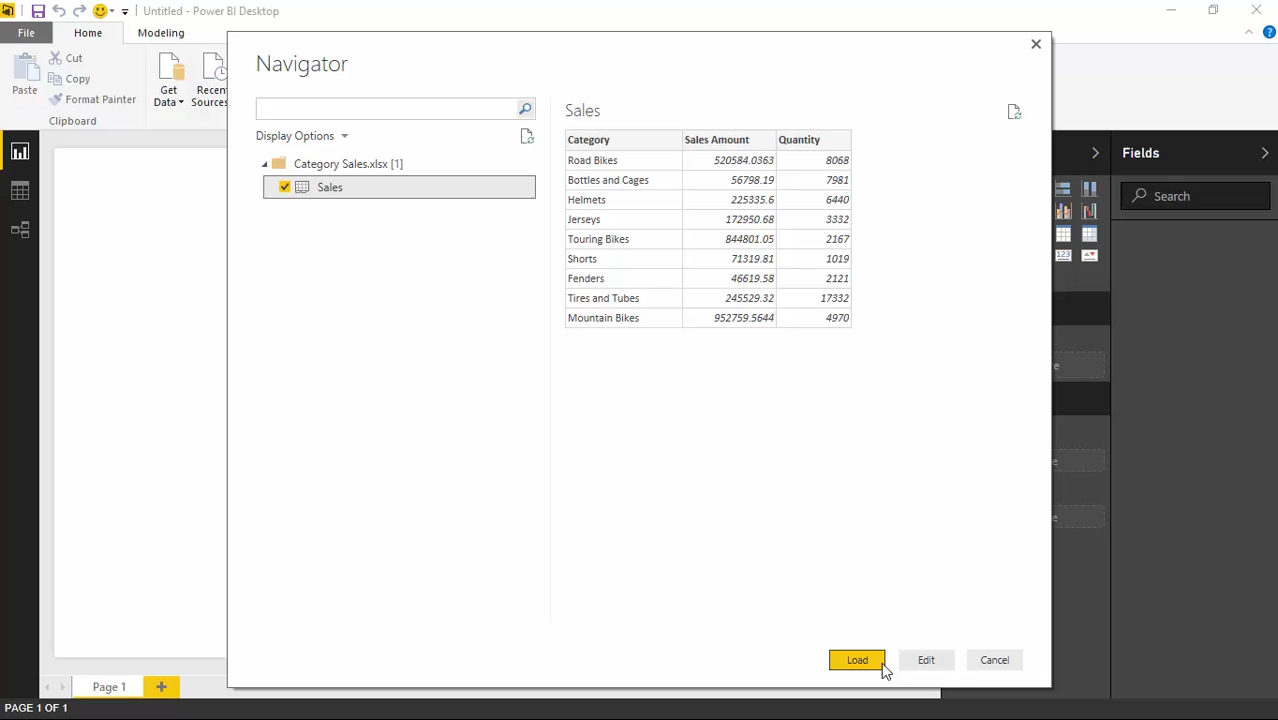 Untitled - Power BI Desktop
File Home Modeling
Cut
Copy
Format Painter
Paste
Clipboard
Get Data
Recent Sources
Navigator
Display Options
Category Sales.xlsx [1]
Sales
Sales
Category Sales Amount Quantity
Road Bikes 520584.0363 8068
Bottles and Cages 56798.19 7981
Helmets 225335.6 6440
Jerseys 172950.68 3332
Touring Bikes 844801.05 2167
Shorts 71319.81 1019
Fenders 46619.58 2121
Tires and Tubes 245529.32 17332
Mountain Bikes 952759.5644 4970
Load Edit Cancel
Fields
Search
123
Page 1
PAGE 1 OF 1